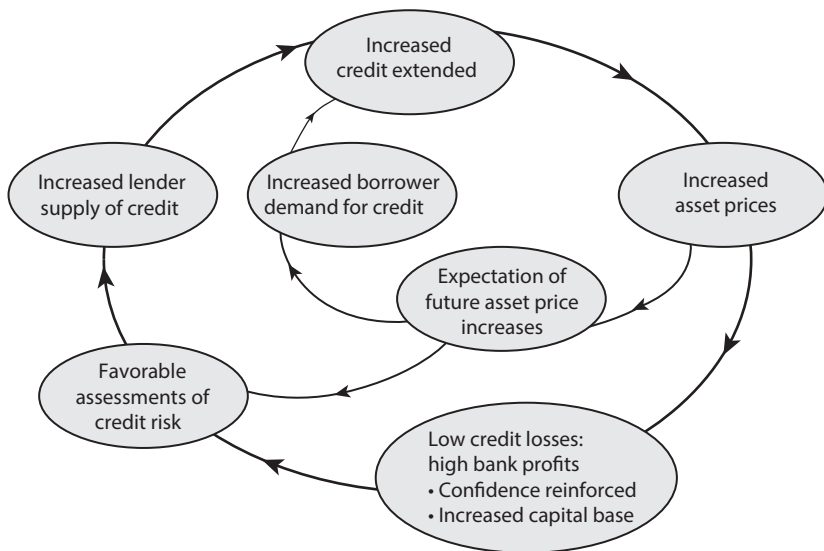 Increased
credit extended
Increased lender
supply of credit
Increased borrower
demand for credit
Increased
asset prices
Expectation of
future asset price
increases
Favorable
assessments of
credit risk
Low credit losses:
high bank profits
• Confidence reinforced
• Increased capital base